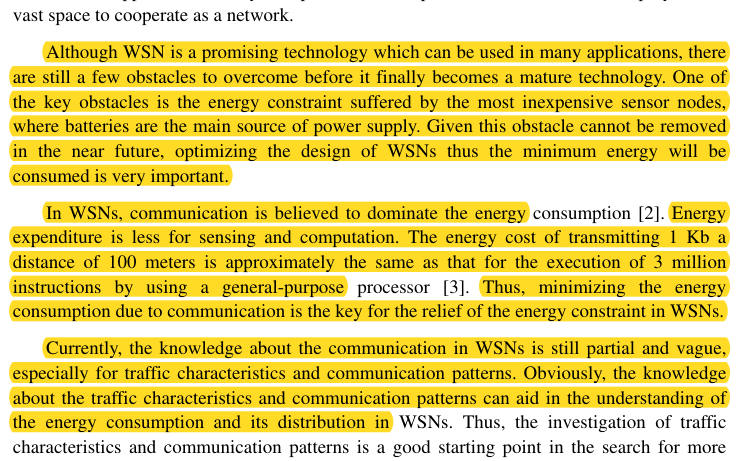 vast space to cooperate as a network.
Although WSN is a promising technology which can be used in many applications, there
are still a few obstacles to overcome before it finally becomes a mature technology. One of
the key obstacles is the energy constraint suffered by the most inexpensive sensor nodes,
where batteries are the main source of power supply. Given this obstacle cannot be removed
in the near future, optimizing the design of WSNs thus the minimum energy will be
consumed is very important.
In WSNs, communication is believed to dominate the energy consumption [2]. Energy
expenditure is less for sensing and computation. The energy cost of transmitting 1 Kb a
distance of 100 meters is approximately the same as that for the execution of 3 million
instructions by using a general-purpose processor [3]. Thus, minimizing the energy
consumption due to communication is the key for the relief of the energy constraint in WSNs.
Currently, the knowledge about the communication in WSNs is still partial and vague,
especially for traffic characteristics and communication patterns. Obviously, the knowledge
about the traffic characteristics and communication patterns can aid in the understanding of
the energy consumption and its distribution in WSNs. Thus, the investigation of traffic
characteristics and communication patterns is a good starting point in the search for more